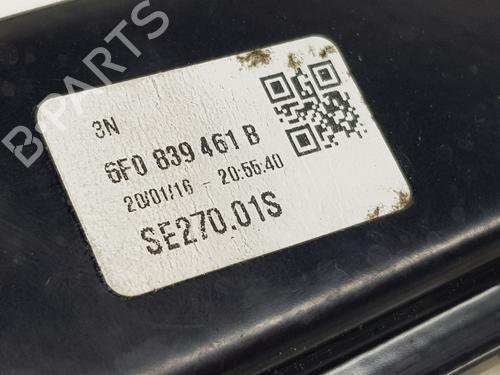 B-PARTS
3N
6F0 839 461 B
20/01/16 - 20:55:40
SE270.01S